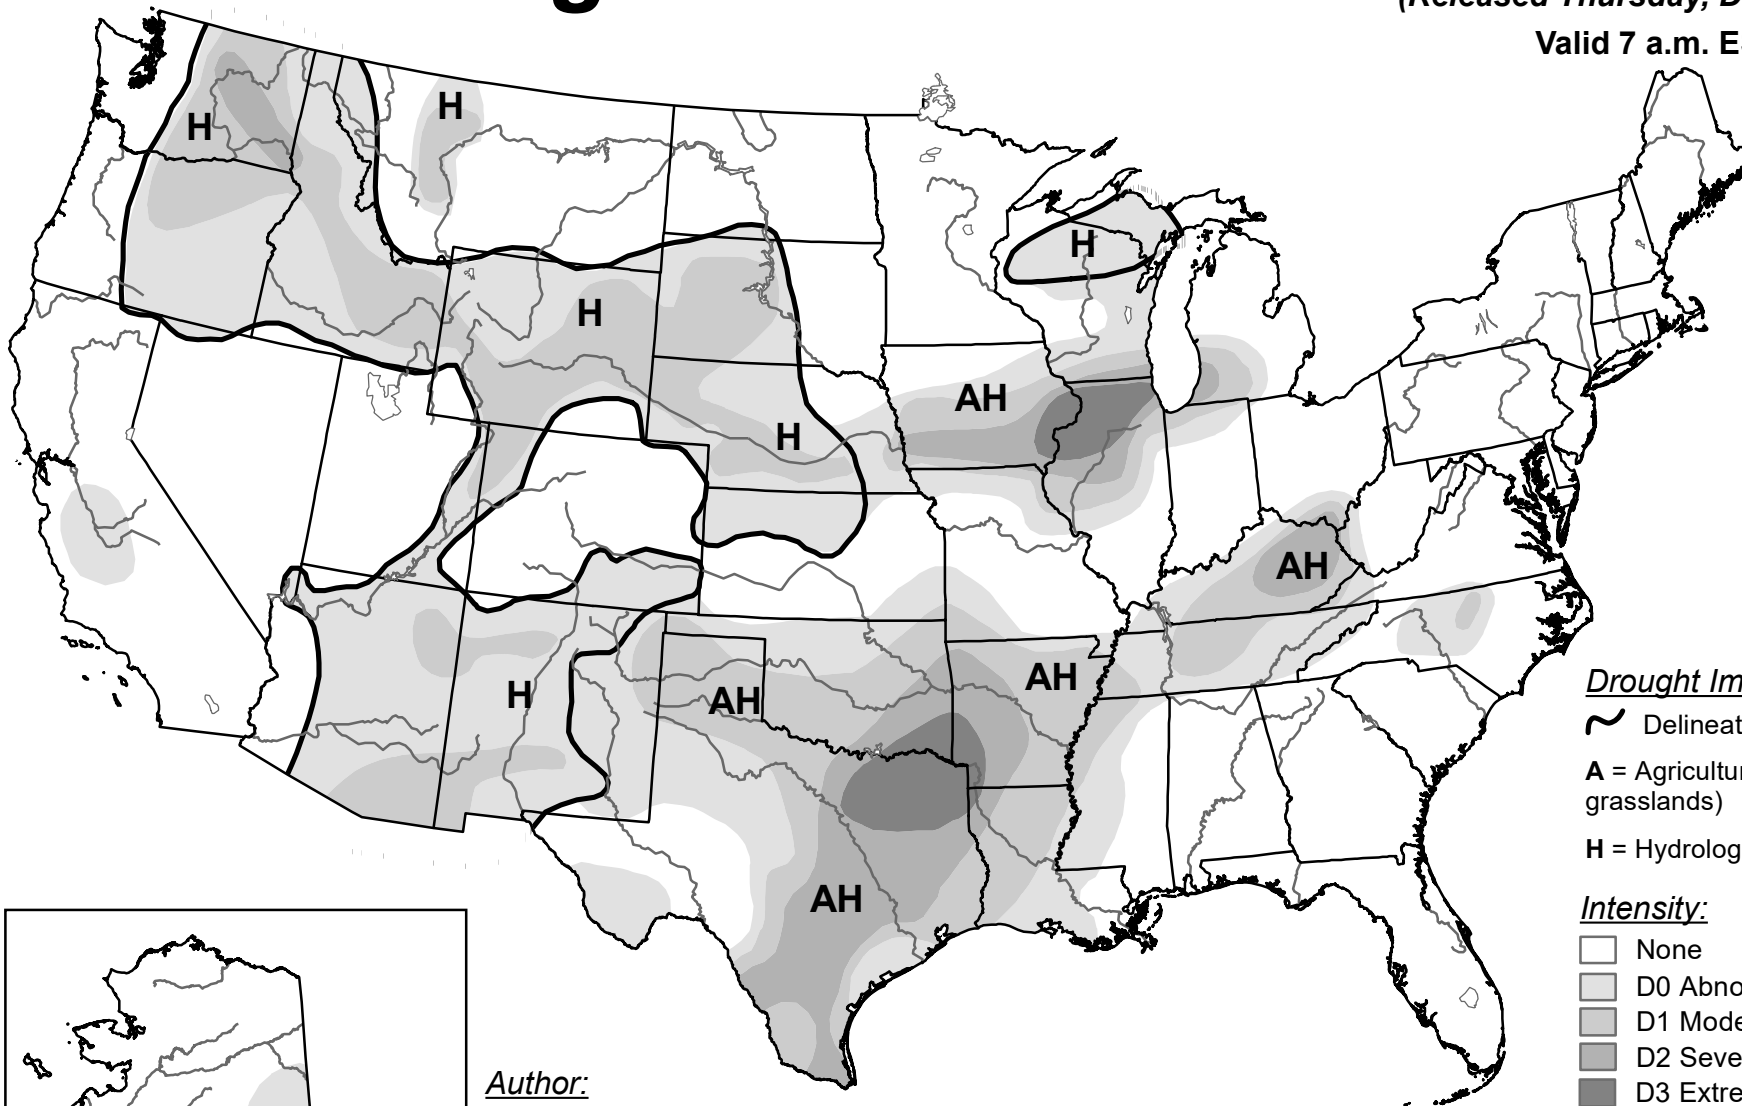 (Released Thursday, D
Valid 7 a.m. E
H
H
H
H
H
AH
AH
AH
H
AH
AH
Drought Im
Delineat
A = Agricultur
grasslands)
H = Hydrolog
Intensity:
None
D0 Abno
D1 Mode
D2 Seve
D3 Extre
Author: